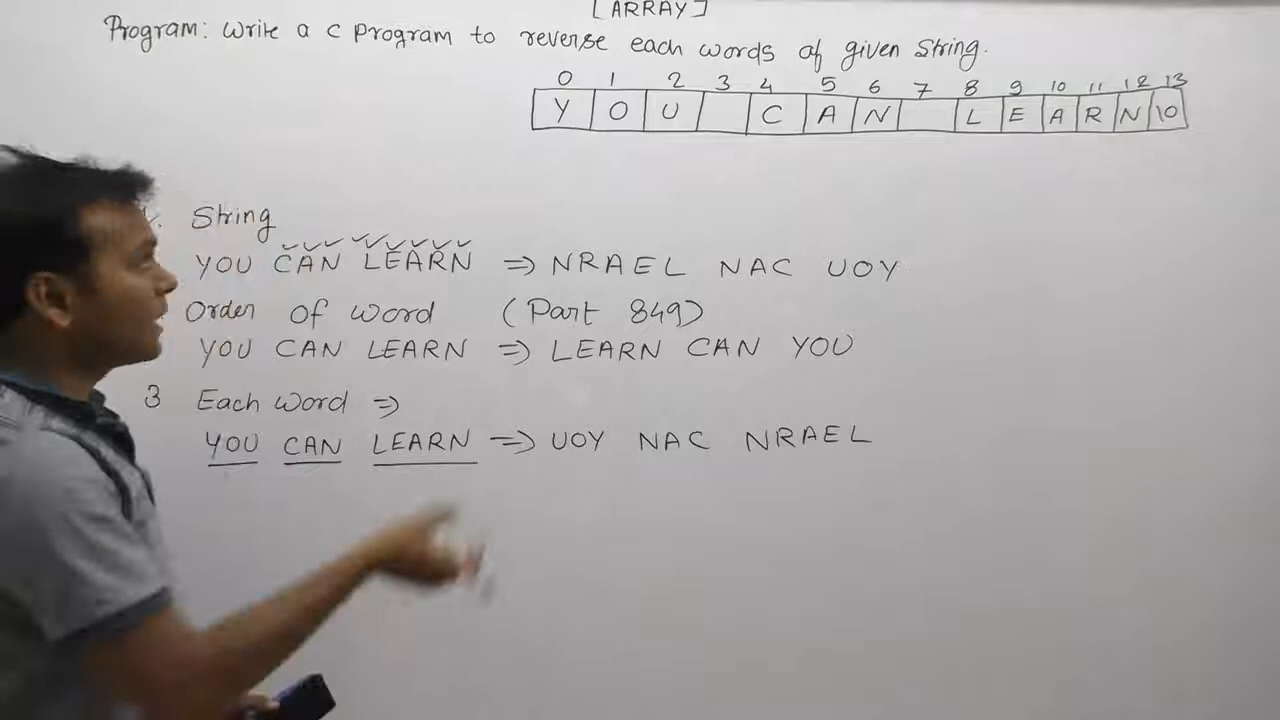 [ARRAY]
Program: Write a C program to reverse each words of given string.
0 1 2 3 4 5 6 7 8 9 10 11 12 13
Y O U C A N L E A R N \0
1. String
YOU CAN LEARN ⇒ NRAEL NAC UOY
Order of word (Part 849)
YOU CAN LEARN ⇒ LEARN CAN YOU
3 Each Word ⇒
YOU CAN LEARN ⇒ UOY NAC NRAEL